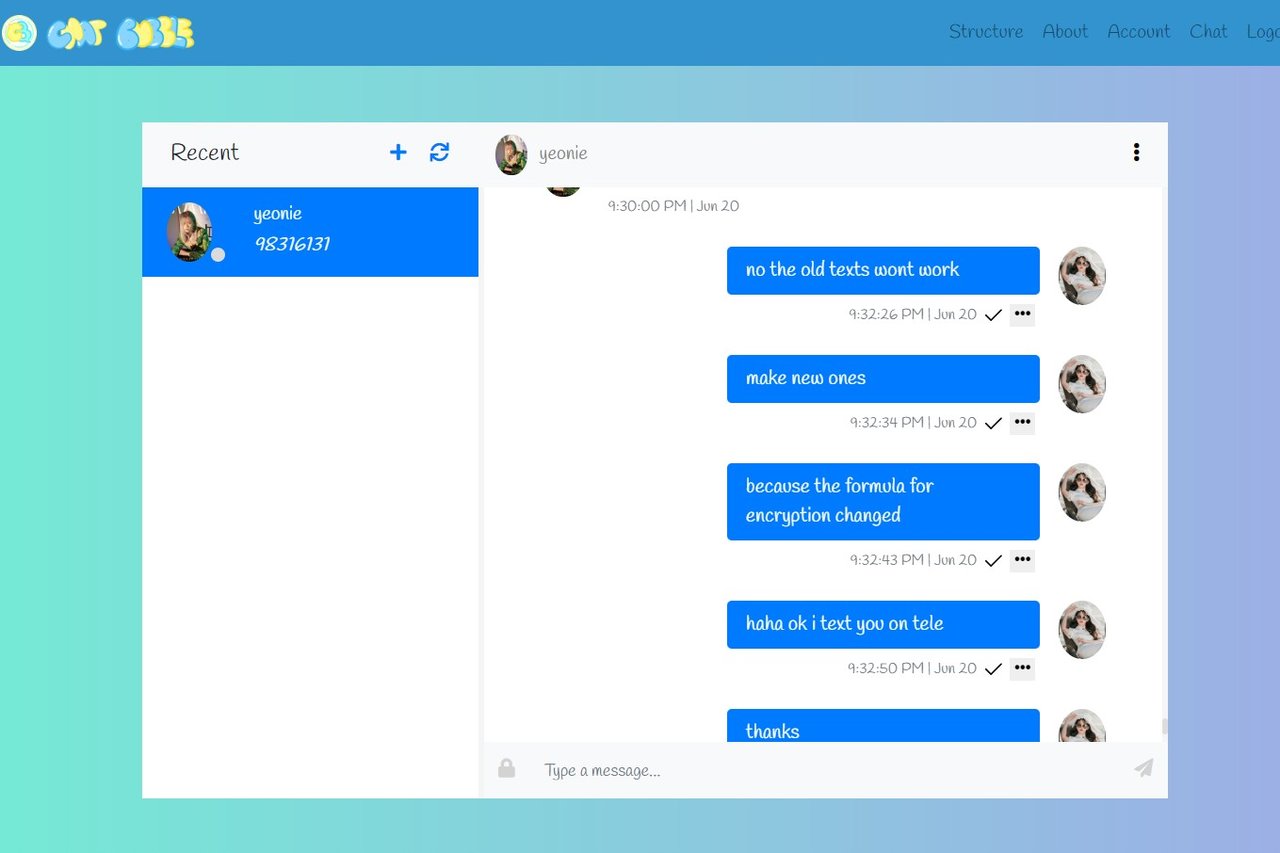 CHAT BUBBLE
Structure About Account Chat Logo
Recent
yeonie
yeonie
98316131
9:30:00 PM | Jun 20
no the old texts wont work
9:32:26 PM | Jun 20
make new ones
9:32:34 PM | Jun 20
because the formula for
encryption changed
9:32:43 PM | Jun 20
haha ok i text you on tele
9:32:50 PM | Jun 20
thanks
Type a message...